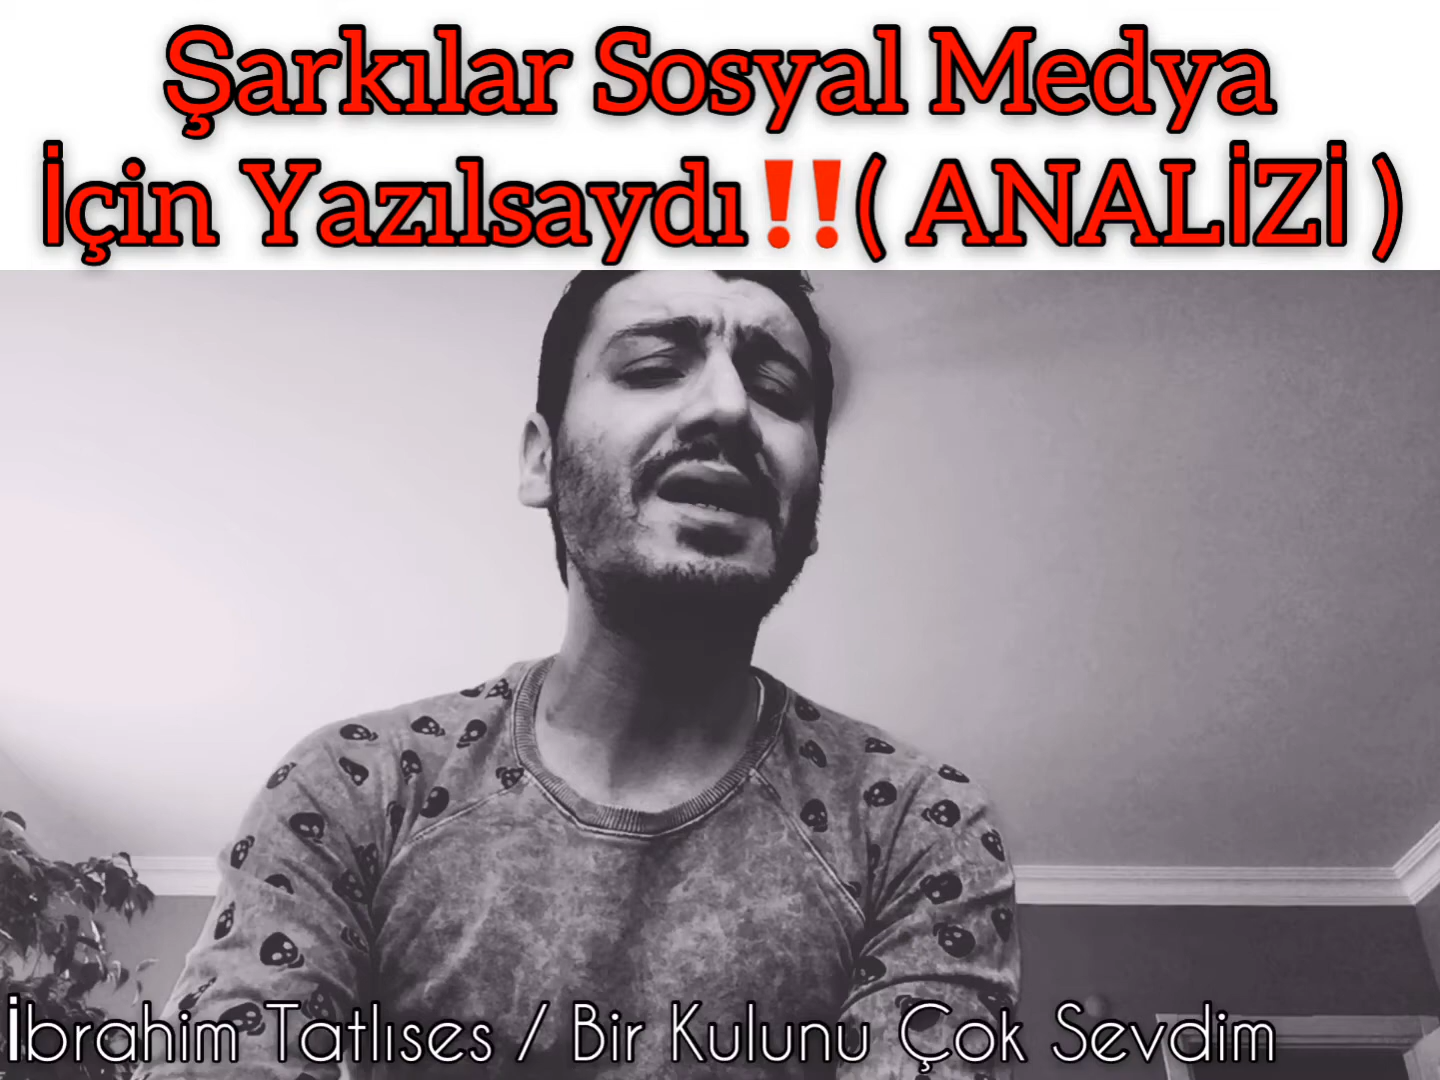 Şarkılar Sosyal Medya
İçin Yazılsaydı‼️( ANALİZİ )
İbrahim Tatlıses / Bir Kulunu Çok Sevdim